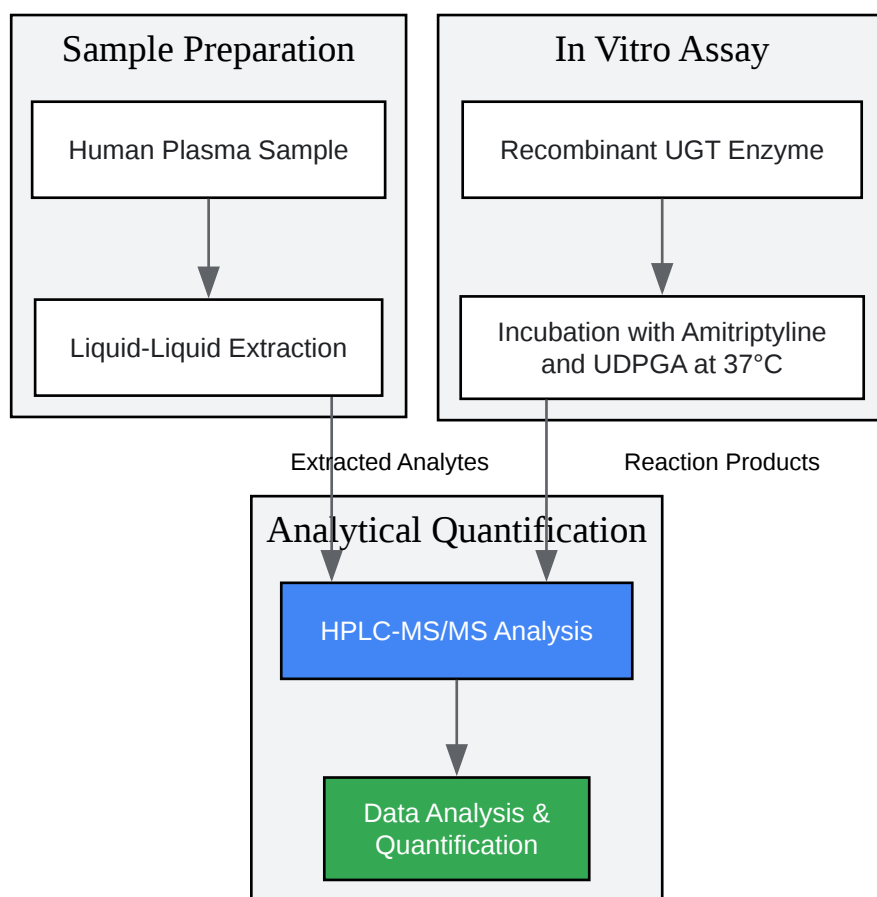 Sample Preparation
Human Plasma Sample
Liquid-Liquid Extraction
In Vitro Assay
Recombinant UGT Enzyme
Incubation with Amitriptyline
and UDPGA at 37°C
Extracted Analytes
Reaction Products
Analytical Quantification
HPLC-MS/MS Analysis
Data Analysis &
Quantification